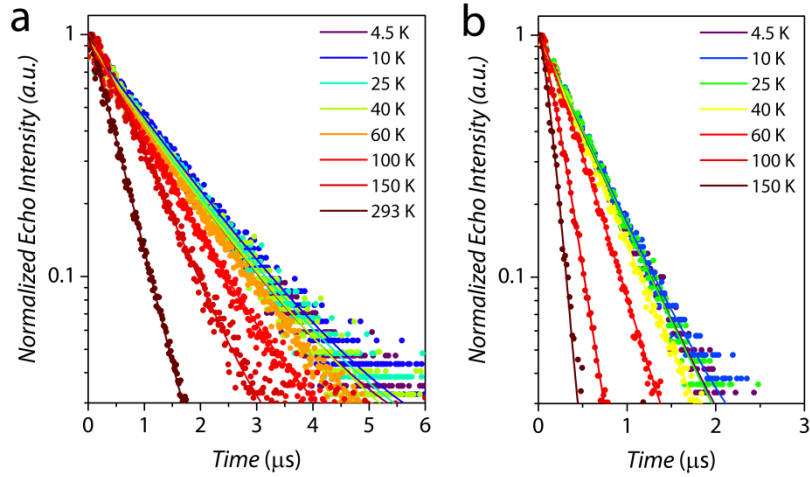 a
Normalized Echo Intensity (a.u.)
1
0.1
4.5 K
10 K
25 K
40 K
60 K
100 K
150 K
293 K
0 1 2 3 4 5 6
Time (μs)
b
Normalized Echo Intensity (a.u.)
1
0.1
4.5 K
10 K
25 K
40 K
60 K
100 K
150 K
0 1 2 3
Time (μs)